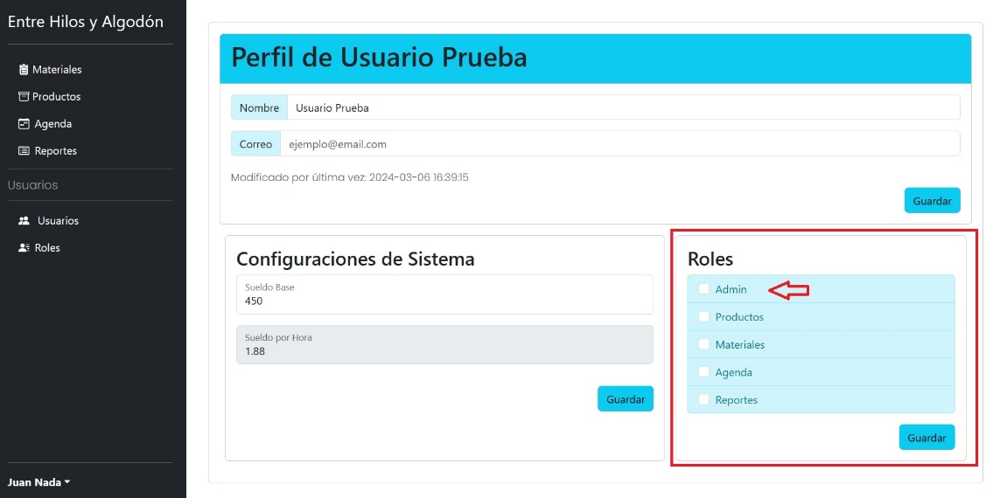 Entre Hilos y Algodón
Materiales
Productos
Agenda
Reportes
Usuarios
Usuarios
Roles
Juan Nada
Perfil de Usuario Prueba
Nombre Usuario Prueba
Correo ejemplo@email.com
Modificado por última vez: 2024-03-06 16:39:15
Guardar
Configuraciones de Sistema
Sueldo Base
450
Sueldo por Hora
1.88
Guardar
Roles
Admin
Productos
Materiales
Agenda
Reportes
Guardar